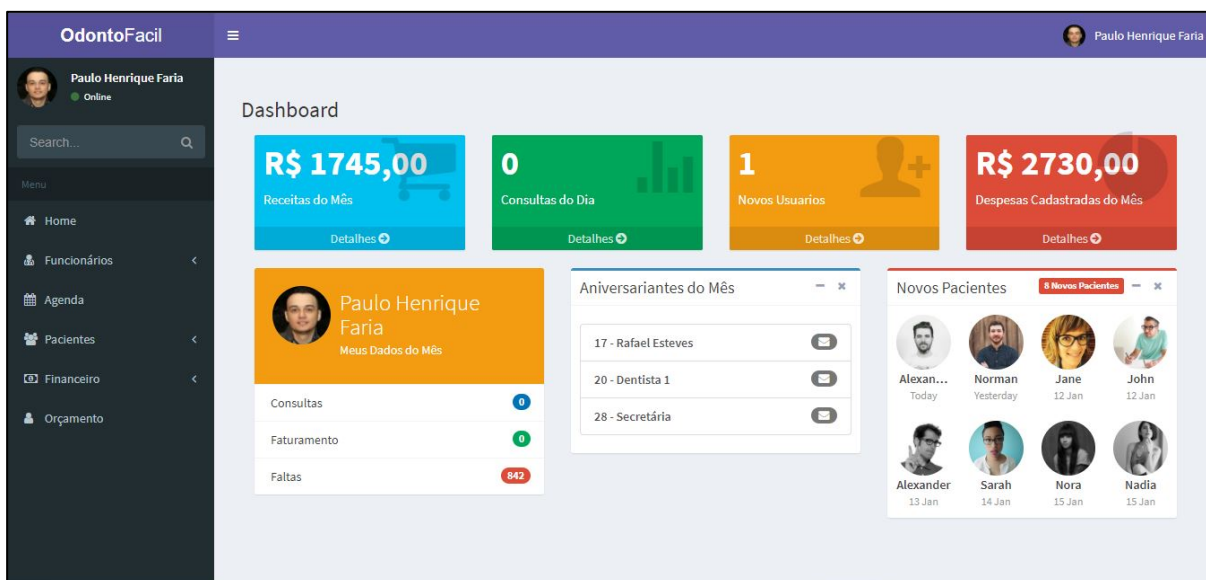 OdontoFacil
Paulo Henrique Faria
Paulo Henrique Faria
Online
Search...
Menu
Home
Funcionários
Agenda
Pacientes
Financeiro
Orçamento
Dashboard
R$ 1745,00
Receitas do Mês
Detalhes
0
Consultas do Dia
Detalhes
1
Novos Usuarios
Detalhes
R$ 2730,00
Despesas Cadastradas do Mês
Detalhes
Paulo Henrique
Faria
Meus Dados do Mês
Consultas 0
Faturamento 0
Faltas 842
Aniversariantes do Mês
17 - Rafael Esteves
20 - Dentista 1
28 - Secretária
Novos Pacientes 8 Novos Pacientes
Alexan... Norman Jane John
Today Yesterday 12 Jan 12 Jan
Alexander Sarah Nora Nadia
13 Jan 14 Jan 15 Jan 15 Jan